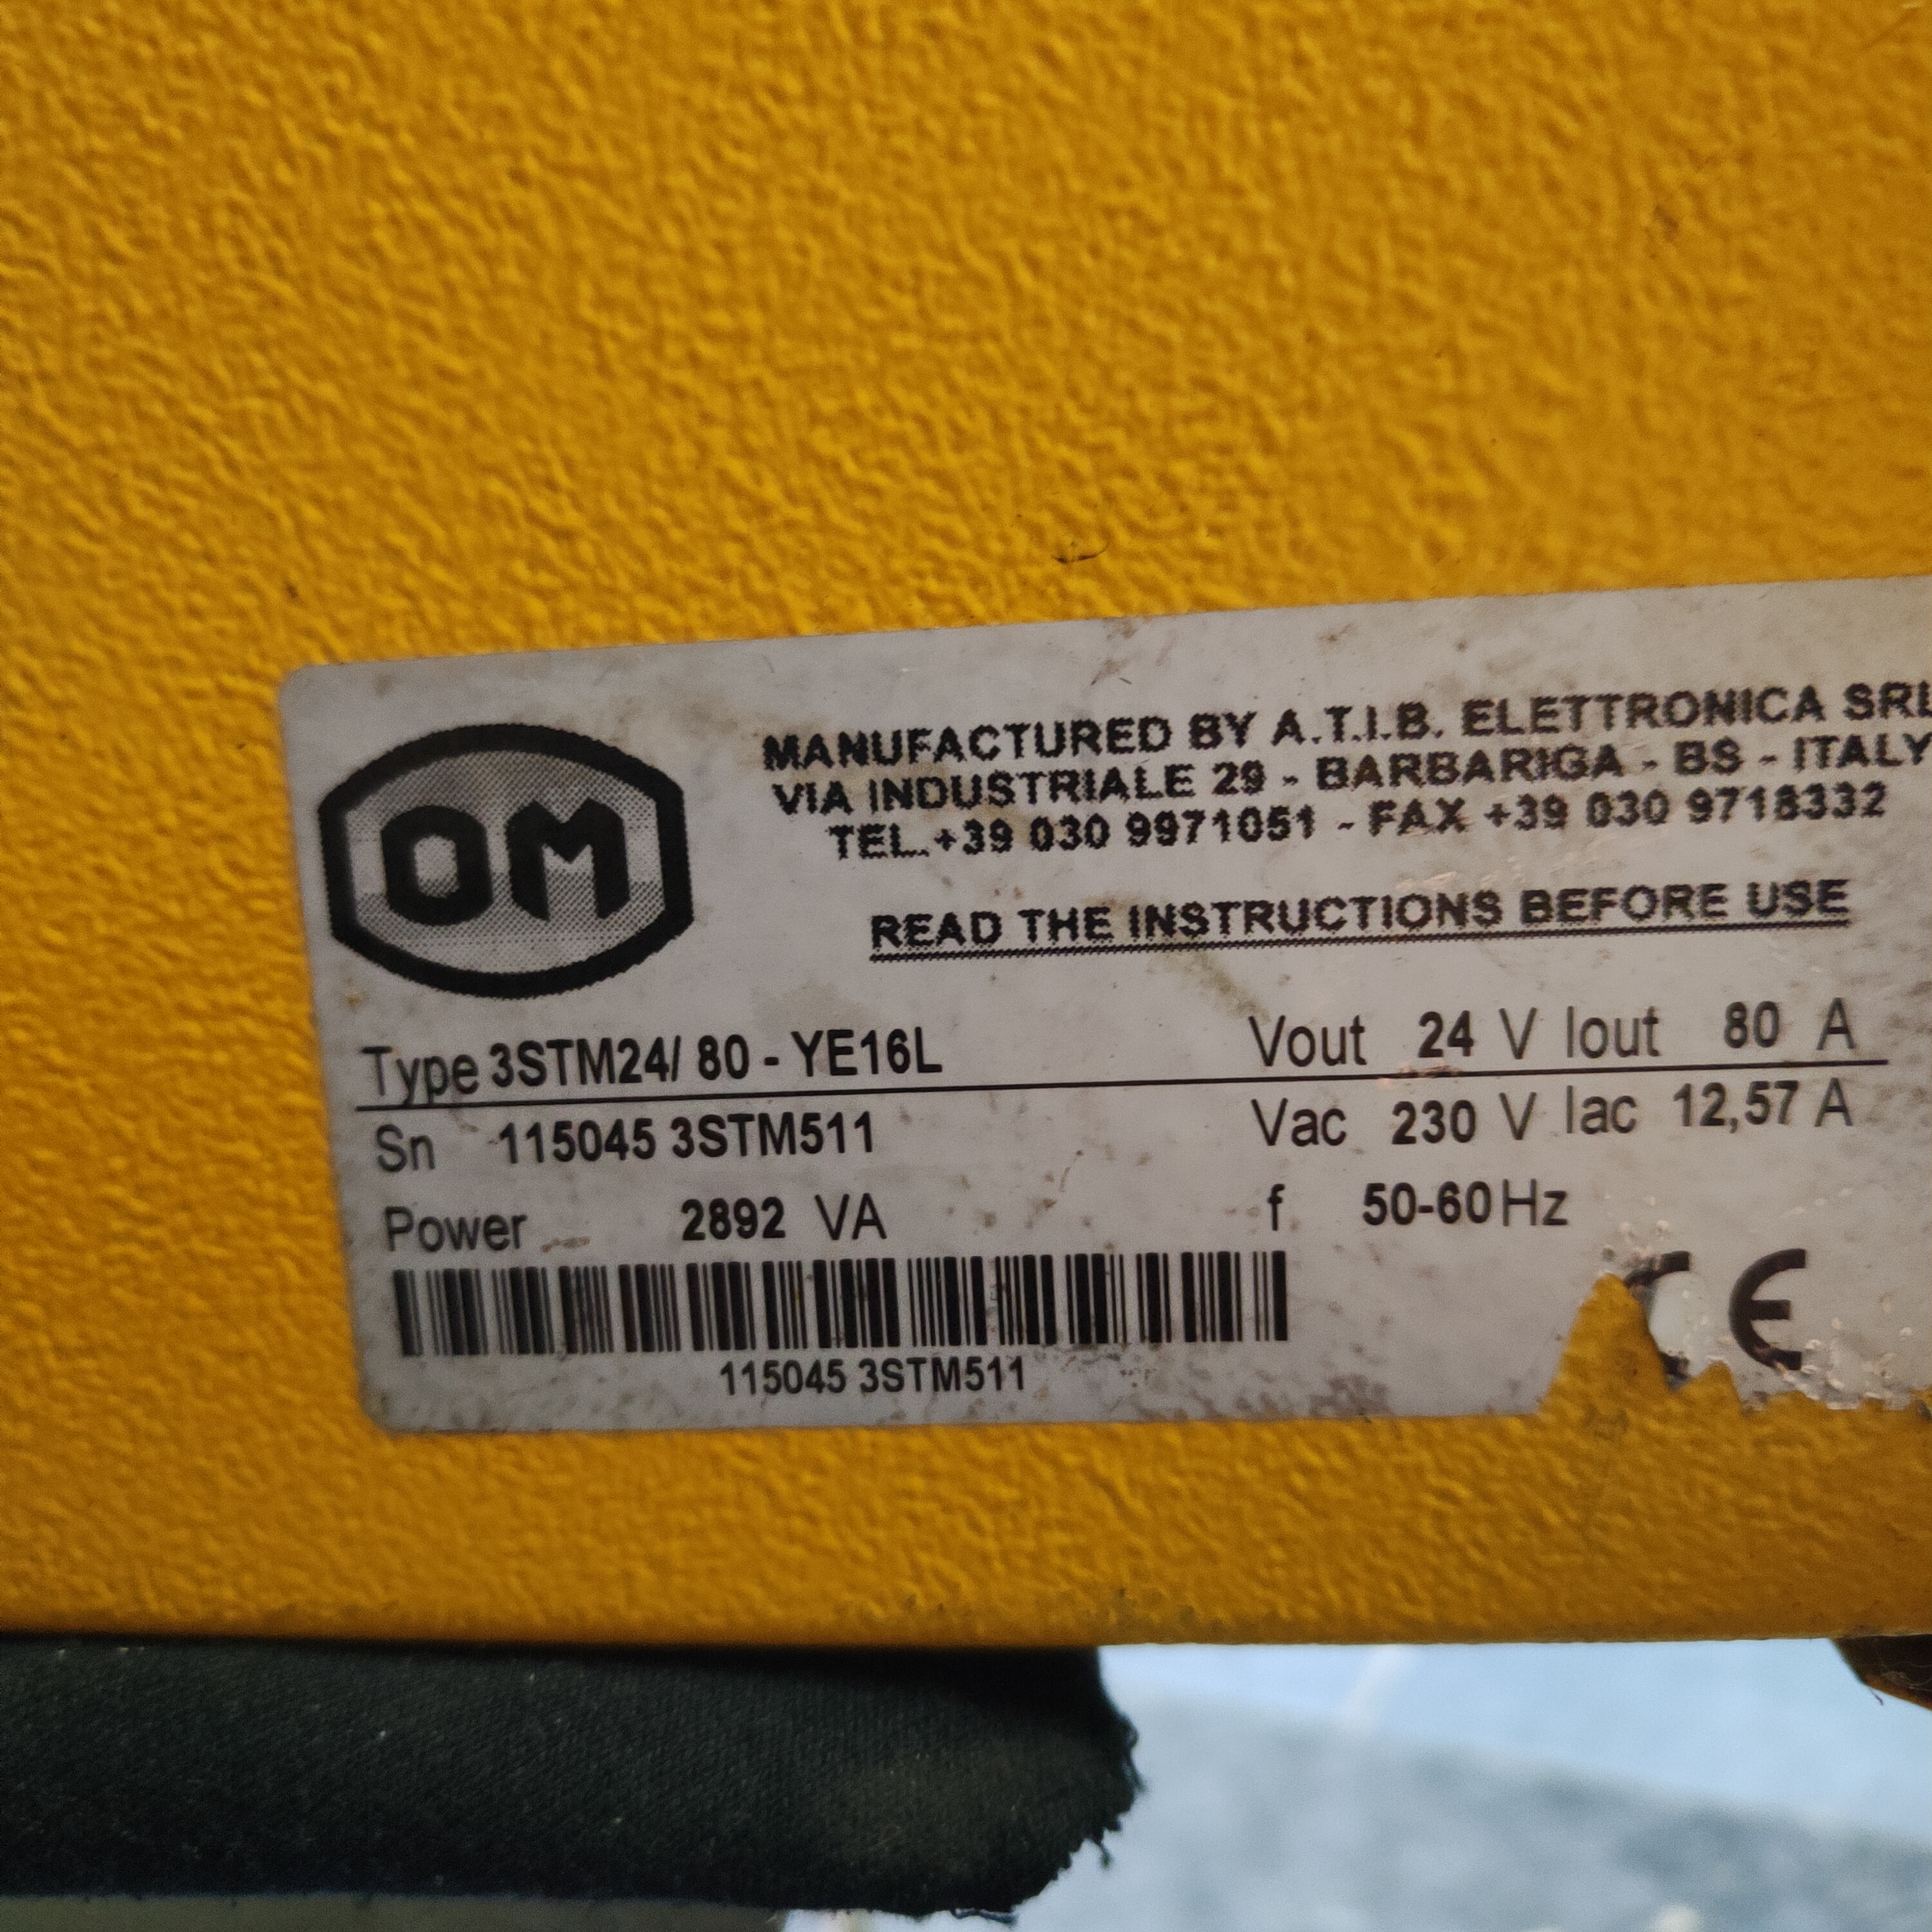 OM
MANUFACTURED BY A.T.I.B. ELETTRONICA SRL
VIA INDUSTRIALE 29 - BARBARIGA - BS - ITALY
TEL.+39 030 9971051 - FAX +39 030 9718332
READ THE INSTRUCTIONS BEFORE USE
Type 3STM24/ 80 - YE16L Vout 24 V Iout 80 A
Sn 115045 3STM511 Vac 230 V Iac 12,57 A
Power 2892 VA f 50-60 Hz
115045 3STM511
CE